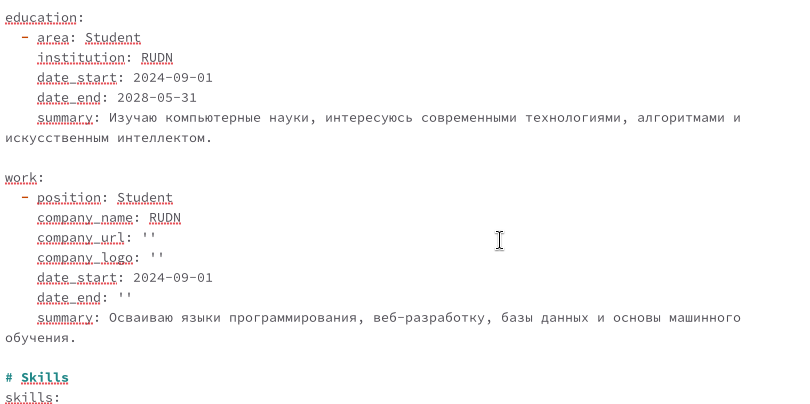 education:
  - area: Student
    institution: RUDN
    date_start: 2024-09-01
    date_end: 2028-05-31
    summary: Изучаю компьютерные науки, интересуюсь современными технологиями, алгоритмами и
искусственным интеллектом.

work:
  - position: Student
    company_name: RUDN
    company_url: ''
    company_logo: ''
    date_start: 2024-09-01
    date_end: ''
    summary: Осваиваю языки программирования, веб-разработку, базы данных и основы машинного
обучения.

# Skills
skills: